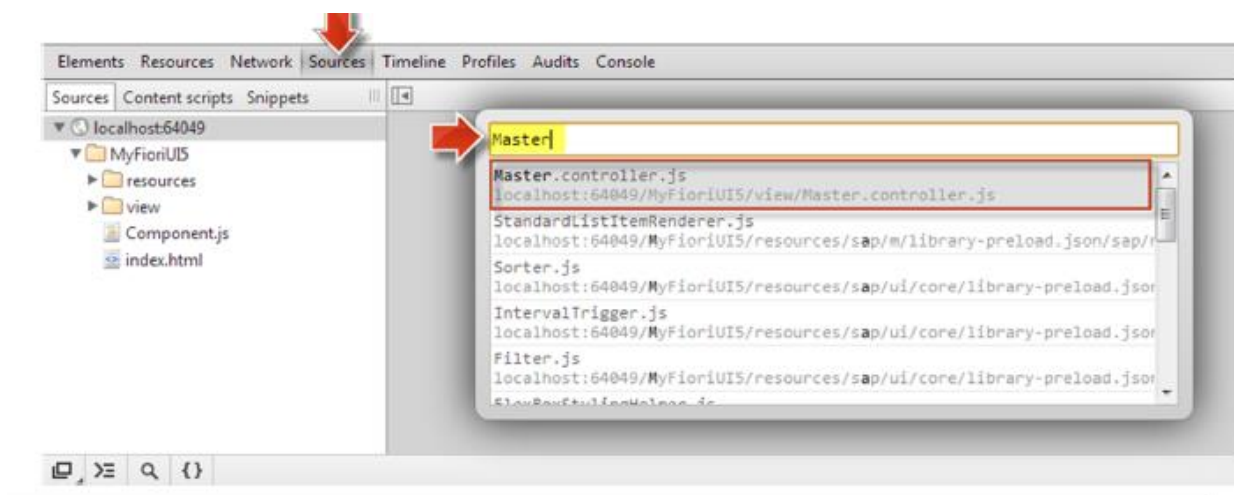 Elements Resources Network Sources Timeline Profiles Audits Console
Sources Content scripts Snippets
localhost:64049
MyFioriUI5
resources
view
Component.js
index.html
Master
Master.controller.js
localhost:64049/MyFioriUI5/view/Master.controller.js
StandardListItemRenderer.js
localhost:64049/MyFioriUI5/resources/sap/m/library-preload.json/sap/
Sorter.js
localhost:64049/MyFioriUI5/resources/sap/ui/core/library-preload.json
IntervalTrigger.js
localhost:64049/MyFioriUI5/resources/sap/ui/core/library-preload.json
Filter.js
localhost:64049/MyFioriUI5/resources/sap/ui/core/library-preload.json